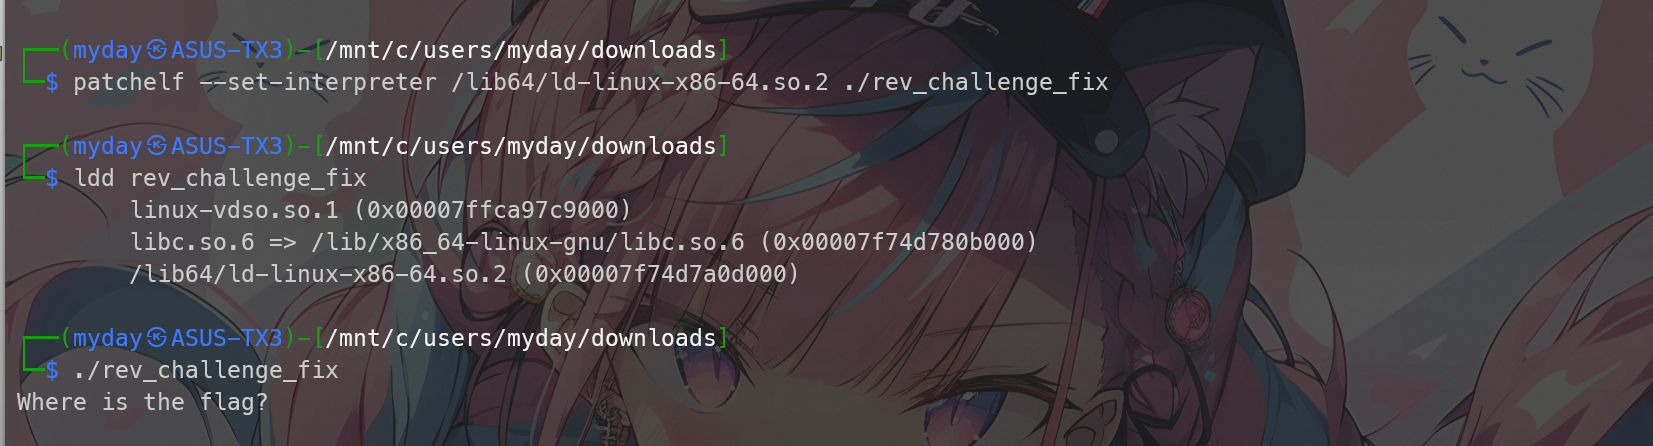 ┌──(myday㉿ASUS-TX3)-[/mnt/c/users/myday/downloads]
└─$ patchelf --set-interpreter /lib64/ld-linux-x86-64.so.2 ./rev_challenge_fix
┌──(myday㉿ASUS-TX3)-[/mnt/c/users/myday/downloads]
└─$ ldd rev_challenge_fix
linux-vdso.so.1 (0x00007ffca97c9000)
libc.so.6 => /lib/x86_64-linux-gnu/libc.so.6 (0x00007f74d780b000)
/lib64/ld-linux-x86-64.so.2 (0x00007f74d7a0d000)
┌──(myday㉿ASUS-TX3)-[/mnt/c/users/myday/downloads]
└─$ ./rev_challenge_fix
Where is the flag?